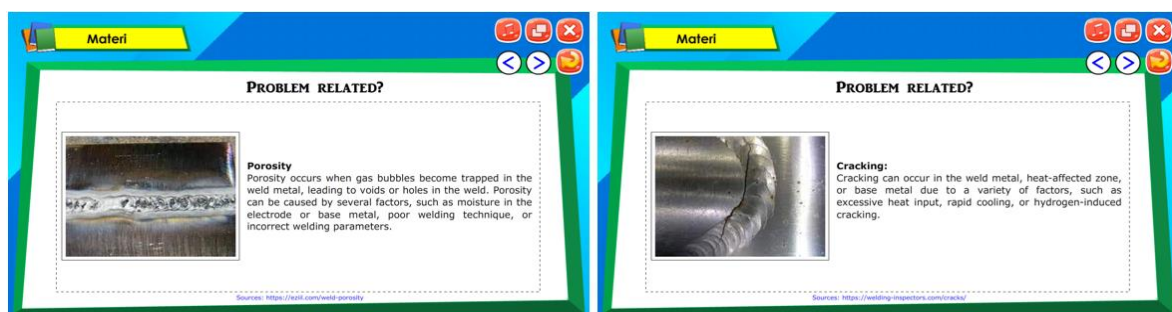 Materi
PROBLEM RELATED?
Porosity
Porosity occurs when gas bubbles become trapped in the
weld metal, leading to voids or holes in the weld. Porosity
can be caused by several factors, such as moisture in the
electrode or base metal, poor welding technique, or
incorrect welding parameters.
Sources: https://ezill.com/weld-porosity
Materi
PROBLEM RELATED?
Cracking:
Cracking can occur in the weld metal, heat-affected zone,
or base metal due to a variety of factors, such as
excessive heat input, rapid cooling, or hydrogen-induced
cracking.
Sources: https://welding-inspectors.com/cracks/